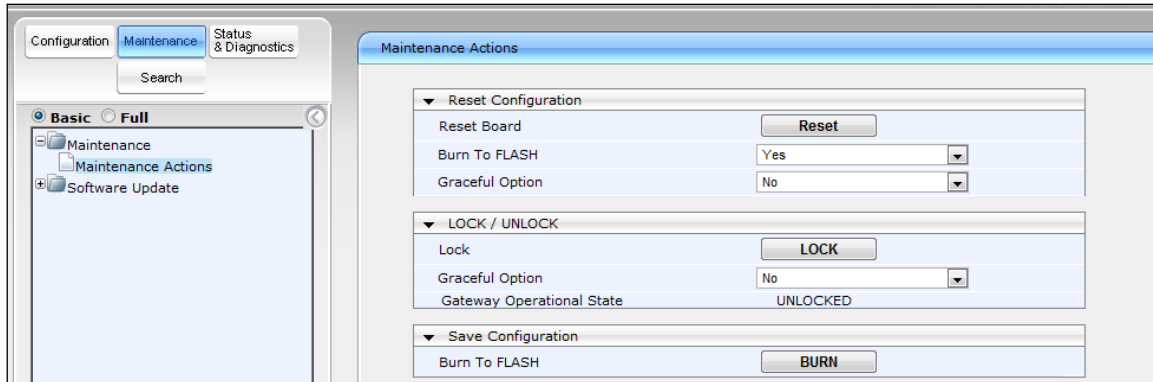 Configuration Maintenance Status
& Diagnostics
Search
Basic Full
Maintenance
Maintenance Actions
Software Update
Maintenance Actions
Reset Configuration
Reset Board Reset
Burn To FLASH Yes
Graceful Option No
LOCK / UNLOCK
Lock LOCK
Graceful Option No
Gateway Operational State UNLOCKED
Save Configuration
Burn To FLASH BURN